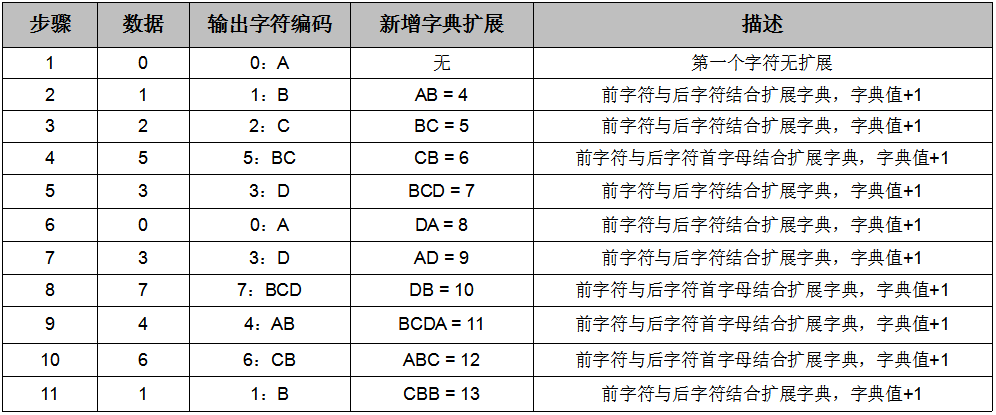 步骤 数据 输出字符编码 新增字典扩展 描述
1 0 0：A 无 第一个字符无扩展
2 1 1：B AB = 4 前字符与后字符结合扩展字典，字典值+1
3 2 2：C BC = 5 前字符与后字符结合扩展字典，字典值+1
4 5 5：BC CB = 6 前字符与后字符首字母结合扩展字典，字典值+1
5 3 3：D BCD = 7 前字符与后字符结合扩展字典，字典值+1
6 0 0：A DA = 8 前字符与后字符结合扩展字典，字典值+1
7 3 3：D AD = 9 前字符与后字符结合扩展字典，字典值+1
8 7 7：BCD DB = 10 前字符与后字符首字母结合扩展字典，字典值+1
9 4 4：AB BCDA = 11 前字符与后字符首字母结合扩展字典，字典值+1
10 6 6：CB ABC = 12 前字符与后字符首字母结合扩展字典，字典值+1
11 1 1：B CBB = 13 前字符与后字符结合扩展字典，字典值+1